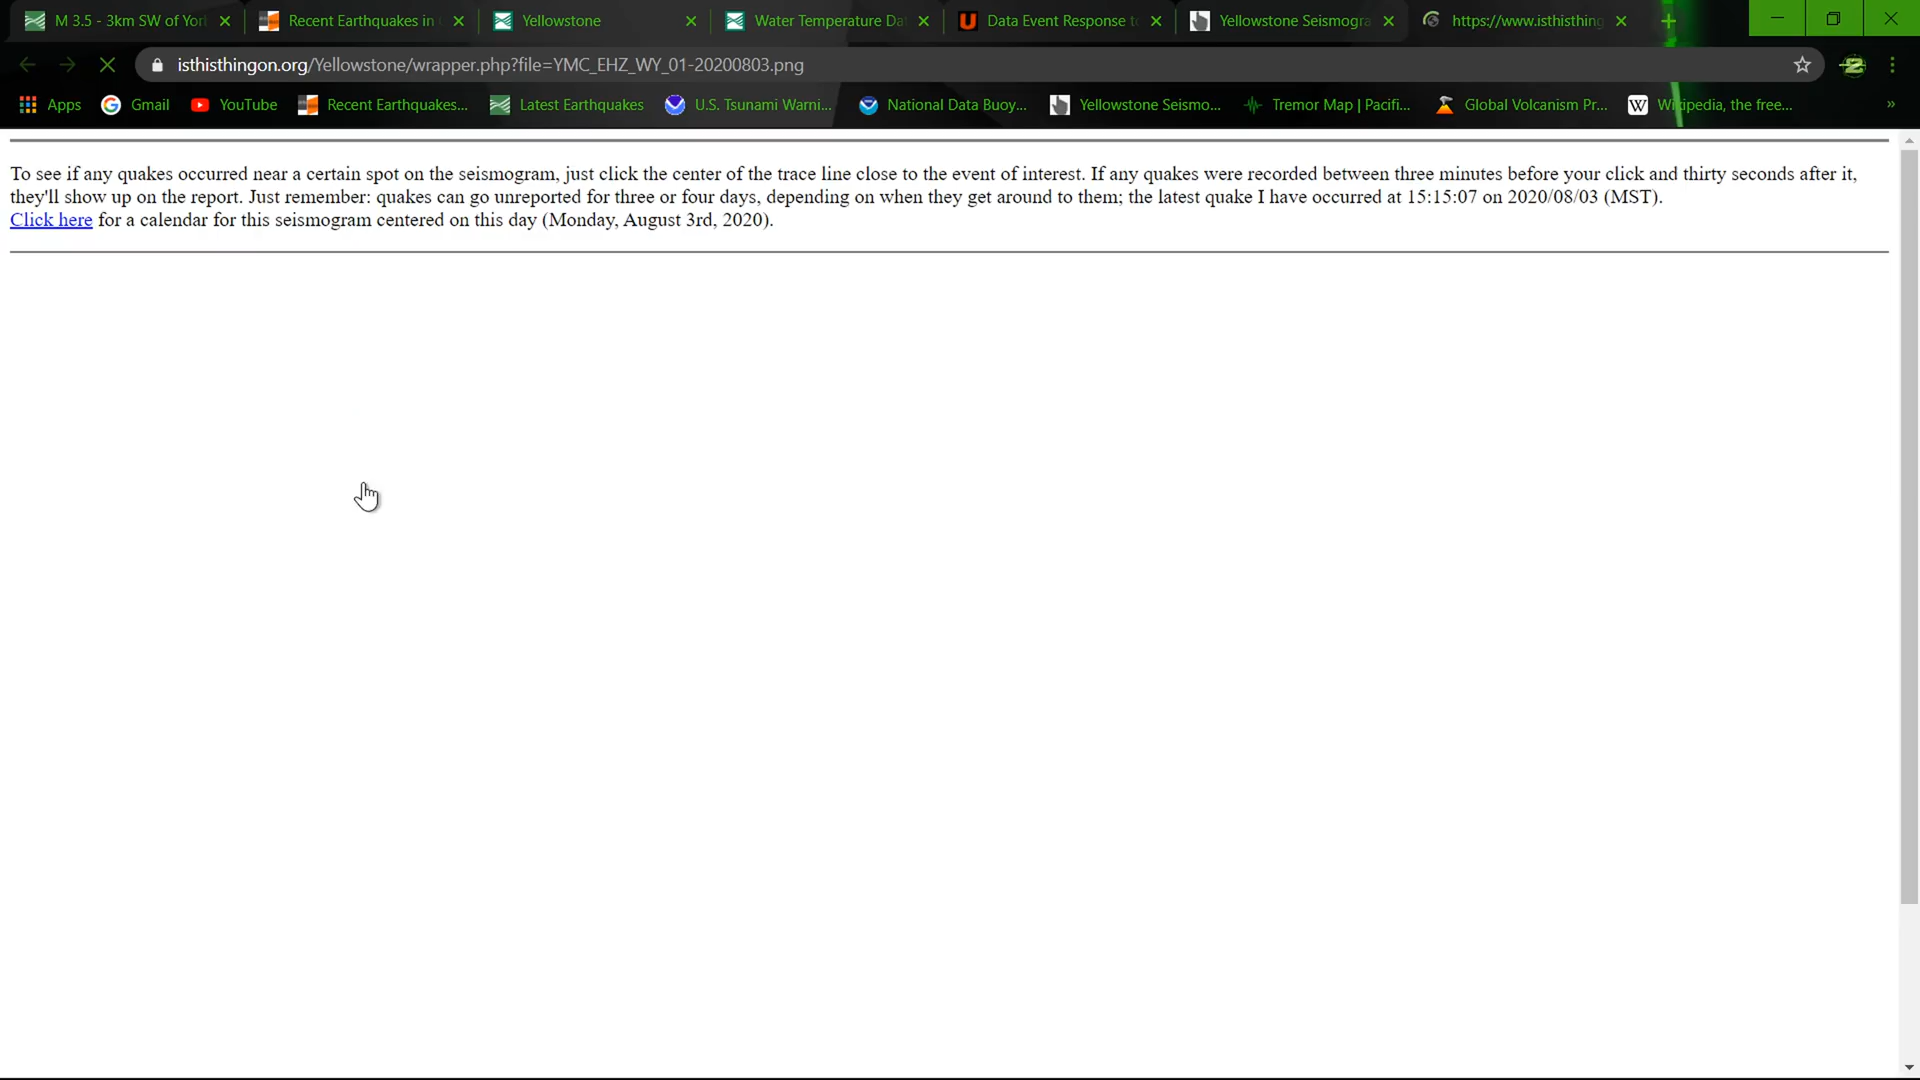 M 3.5 - 3km SW of Yor
Recent Earthquakes in
Yellowstone
Water Temperature Da
Data Event Response t
Yellowstone Seismogra
https://www.isthisthing
isthisthingon.org/Yellowstone/wrapper.php?file=YMC_EHZ_WY_01-20200803.png
Apps
Gmail
YouTube
Recent Earthquakes...
Latest Earthquakes
U.S. Tsunami Warni...
National Data Buoy...
Yellowstone Seismo...
Tremor Map | Pacifi...
Global Volcanism Pr...
Wikipedia, the free...
To see if any quakes occurred near a certain spot on the seismogram, just click the center of the trace line close to the event of interest. If any quakes were recorded between three minutes before your click and thirty seconds after it,
they'll show up on the report. Just remember: quakes can go unreported for three or four days, depending on when they get around to them; the latest quake I have occurred at 15:15:07 on 2020/08/03 (MST).
Click here for a calendar for this seismogram centered on this day (Monday, August 3rd, 2020).